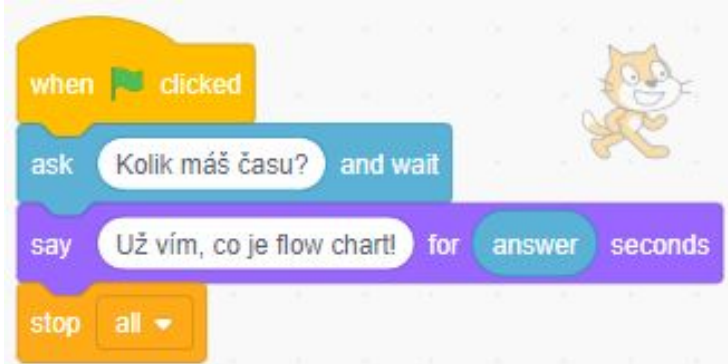 when clicked
ask Kolik máš času? and wait
say Už vím, co je flow chart! for answer seconds
stop all